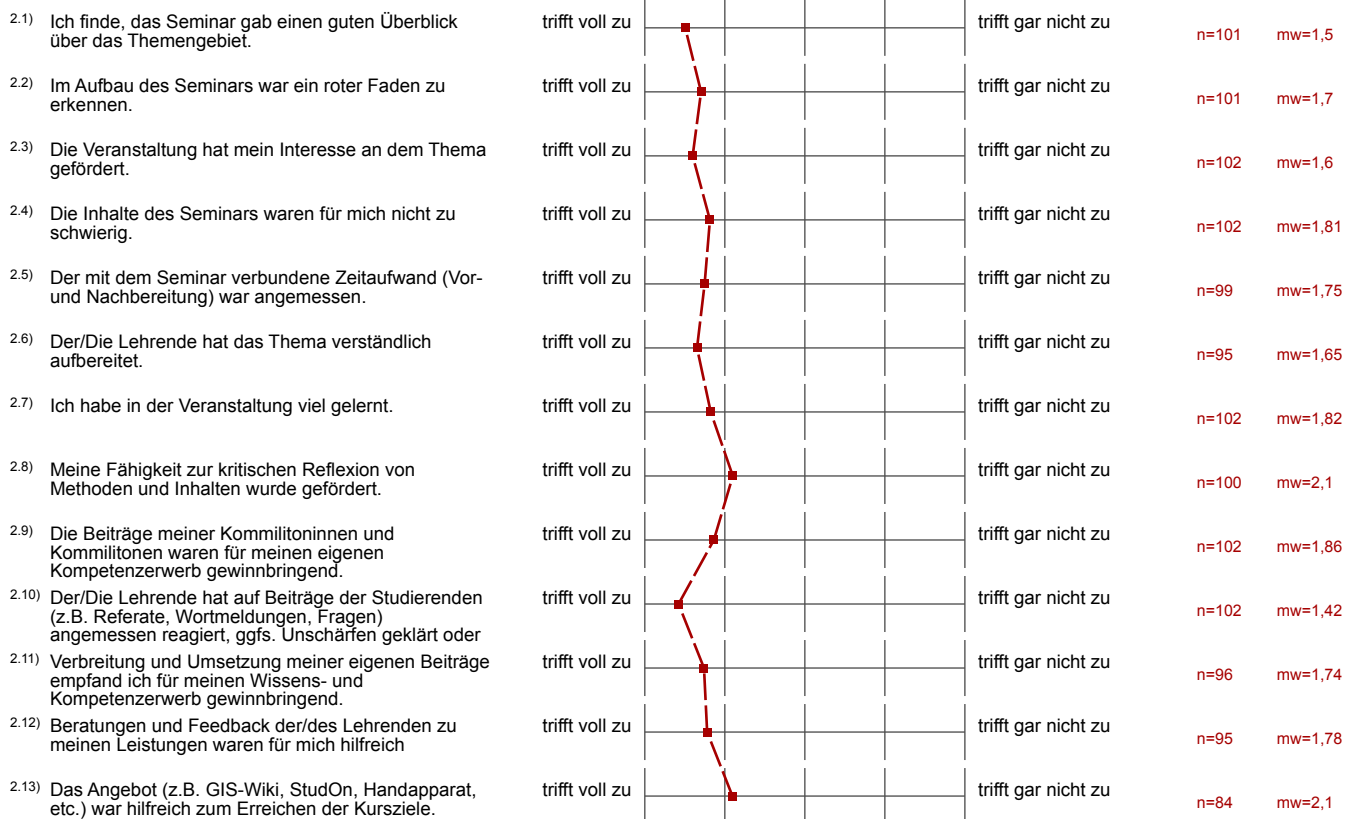 2.1) Ich finde, das Seminar gab einen guten Überblick trifft voll zu trifft gar nicht zu
über das Themengebiet. n=101 mw=1,5
2.2) Im Aufbau des Seminars war ein roter Faden zu trifft voll zu trifft gar nicht zu
erkennen. n=101 mw=1,7
2.3) Die Veranstaltung hat mein Interesse an dem Thema trifft voll zu trifft gar nicht zu
gefördert. n=102 mw=1,6
2.4) Die Inhalte des Seminars waren für mich nicht zu trifft voll zu trifft gar nicht zu
schwierig. n=102 mw=1,81
2.5) Der mit dem Seminar verbundene Zeitaufwand (Vor- trifft voll zu trifft gar nicht zu
und Nachbereitung) war angemessen. n=99 mw=1,75
2.6) Der/Die Lehrende hat das Thema verständlich trifft voll zu trifft gar nicht zu
aufbereitet. n=95 mw=1,65
2.7) Ich habe in der Veranstaltung viel gelernt. trifft voll zu trifft gar nicht zu
n=102 mw=1,82
2.8) Meine Fähigkeit zur kritischen Reflexion von trifft voll zu trifft gar nicht zu
Methoden und Inhalten wurde gefördert. n=100 mw=2,1
2.9) Die Beiträge meiner Kommilitoninnen und trifft voll zu trifft gar nicht zu
Kommilitonen waren für meinen eigenen n=102 mw=1,86
Kompetenzerwerb gewinnbringend.
2.10) Der/Die Lehrende hat auf Beiträge der Studierenden trifft voll zu trifft gar nicht zu
(z.B. Referate, Wortmeldungen, Fragen) n=102 mw=1,42
angemessen reagiert, ggfs. Unschärfen geklärt oder
2.11) Verbreitung und Umsetzung meiner eigenen Beiträge trifft voll zu trifft gar nicht zu
empfand ich für meinen Wissens- und n=96 mw=1,74
Kompetenzerwerb gewinnbringend.
2.12) Beratungen und Feedback der/des Lehrenden zu trifft voll zu trifft gar nicht zu
meinen Leistungen waren für mich hilfreich n=95 mw=1,78
2.13) Das Angebot (z.B. GIS-Wiki, StudOn, Handapparat, trifft voll zu trifft gar nicht zu
etc.) war hilfreich zum Erreichen der Kursziele. n=84 mw=2,1